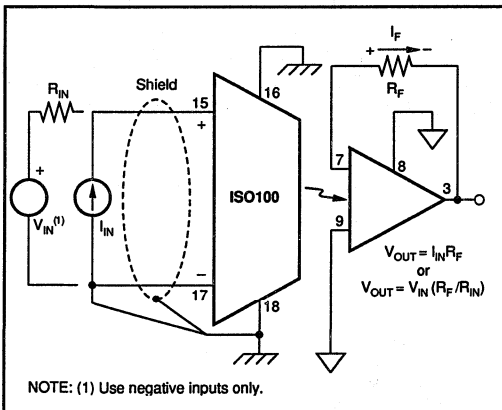 I_F
+ −
R_F
Shield
R_IN
15
16
+
7
8
3
+
ISO100
V_IN(1)
I_IN
9
−
17
18
V_OUT = I_IN R_F
or
V_OUT = V_IN (R_F /R_IN)
NOTE: (1) Use negative inputs only.